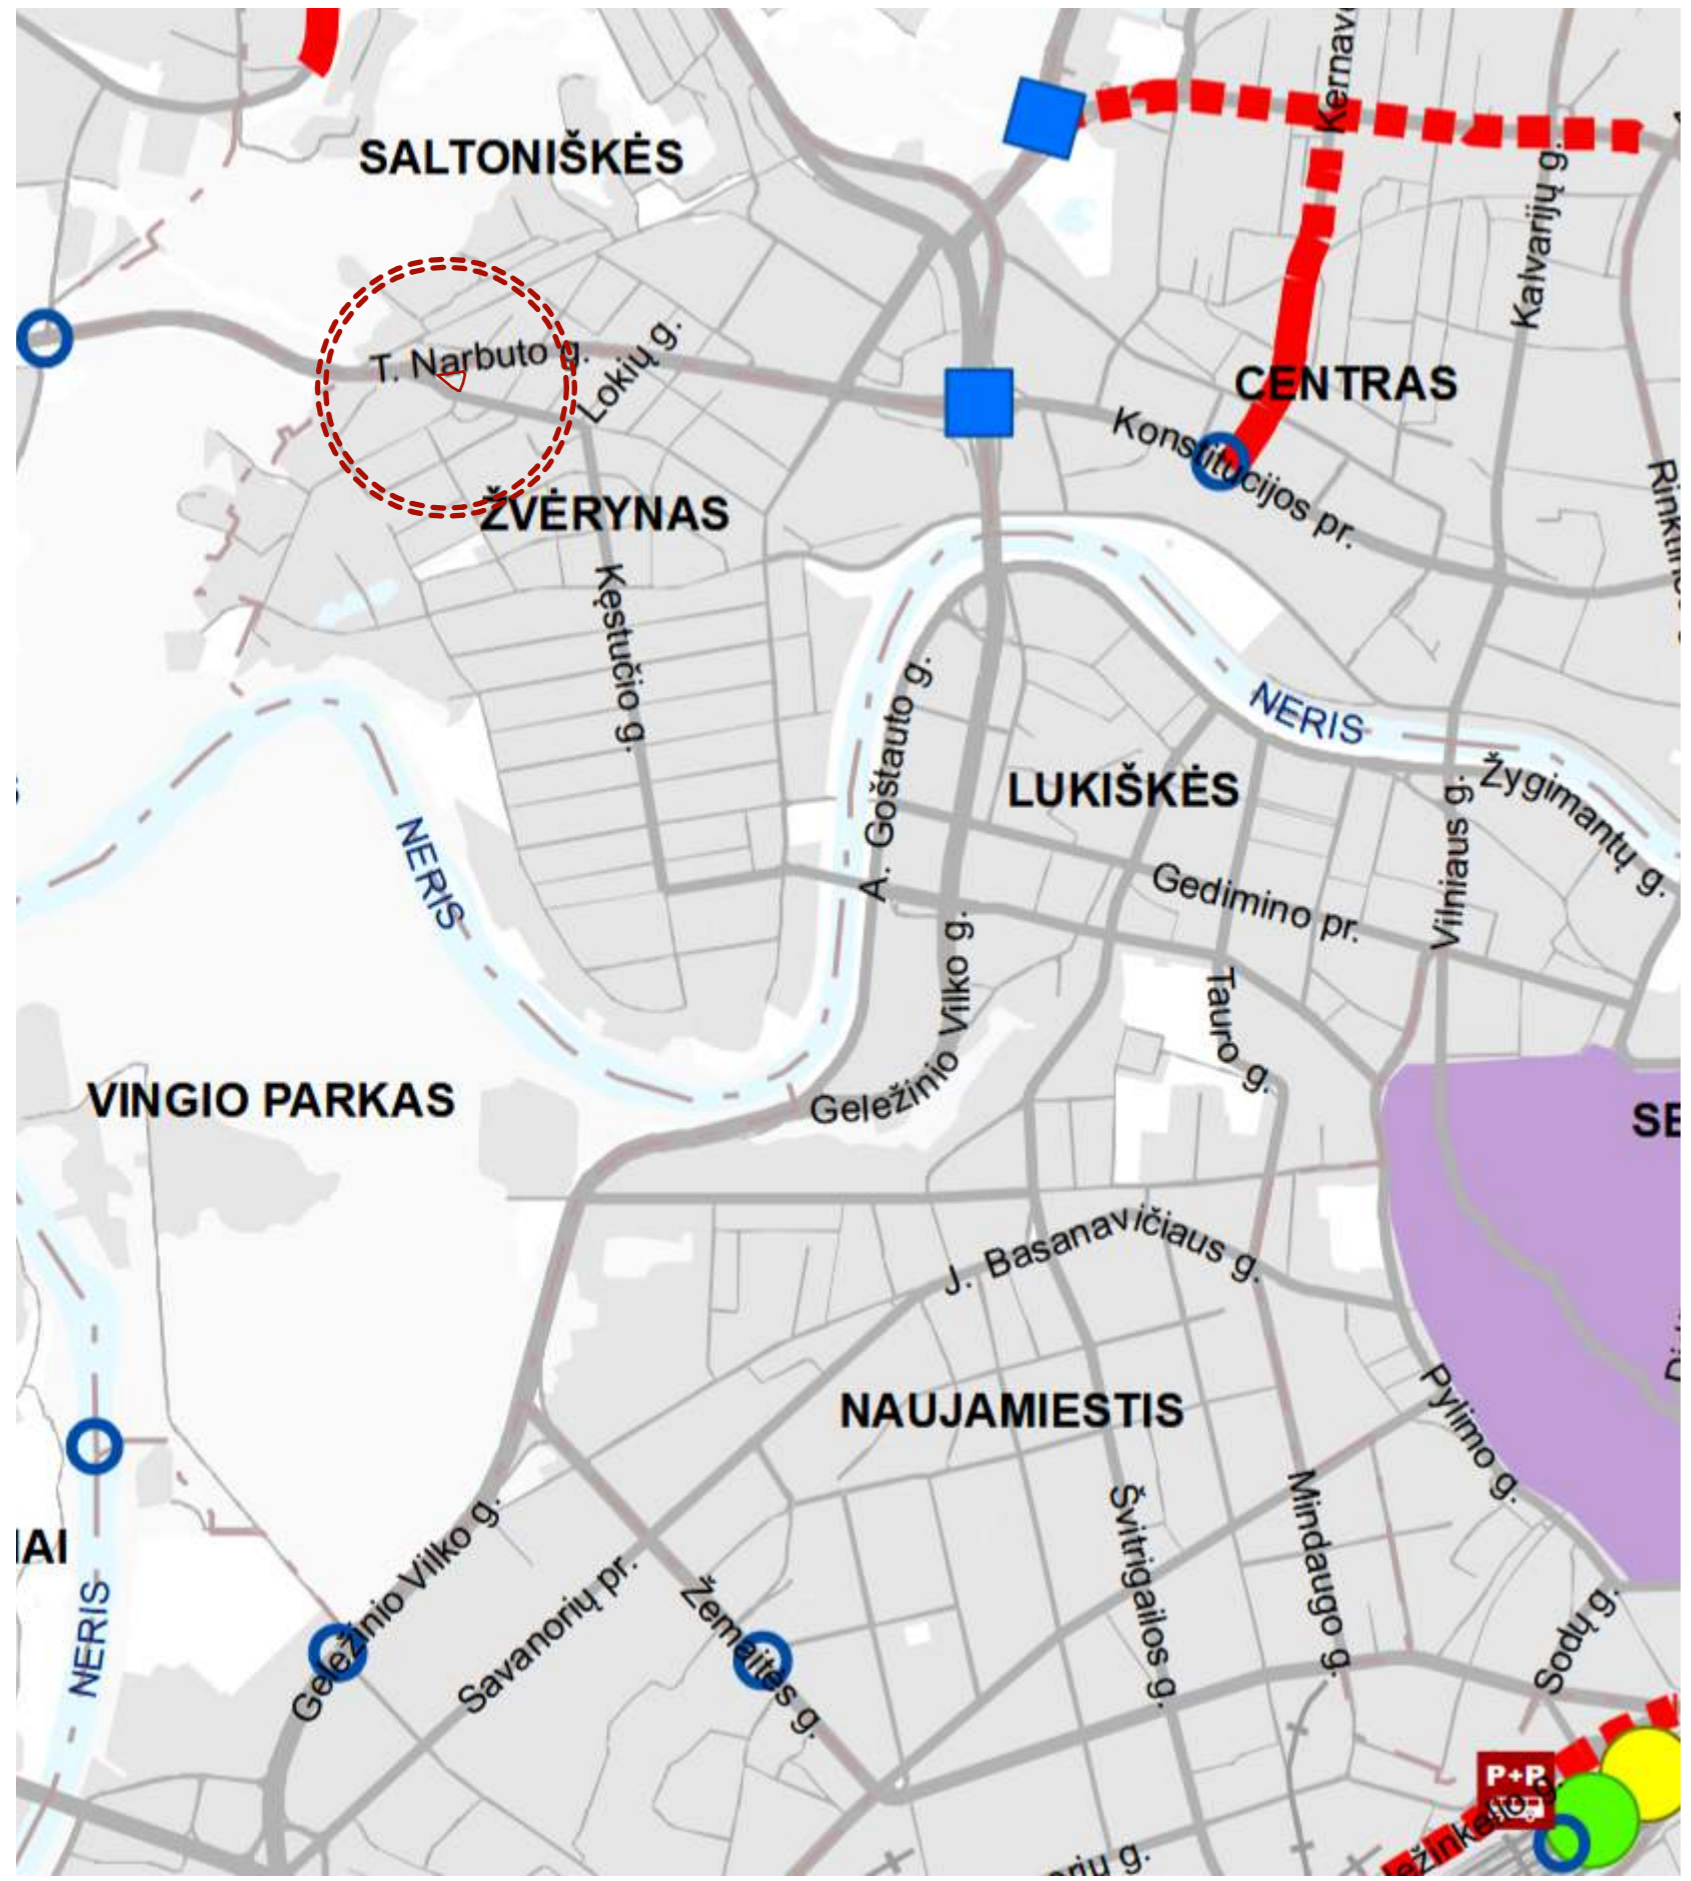 SALTONIŠKĖS
Kalvarijų g.
T. Narbuto g.
Lokių g.
CENTRAS
Konstitucijos pr.
ŽVĖRYNAS
Kęstučio g.
NERIS
A. Goštauto g.
LUKIŠKĖS
Žygimantų g.
NERIS
Gedimino pr.
Vilniaus g.
Tauro g.
Geležinio Vilko g.
VINGIO PARKAS
J. Basanavičiaus g.
NAUJAMIESTIS
Pylimo g.
Geležinio Vilko g.
Savanorių pr.
Žemaitės g.
Švitrigailos g.
Mindaugo g.
Sodų g.
NERIS
P+R